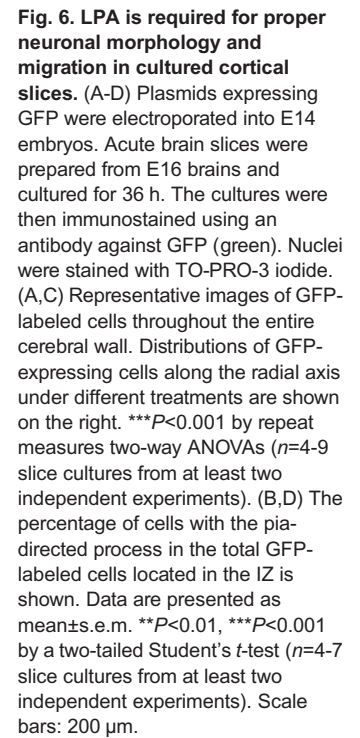 Fig. 6. LPA is required for proper
neuronal morphology and
migration in cultured cortical
slices. (A-D) Plasmids expressing
GFP were electroporated into E14
embryos. Acute brain slices were
prepared from E16 brains and
cultured for 36 h. The cultures were
then immunostained using an
antibody against GFP (green). Nuclei
were stained with TO-PRO-3 iodide.
(A,C) Representative images of GFP-
labeled cells throughout the entire
cerebral wall. Distributions of GFP-
expressing cells along the radial axis
under different treatments are shown
on the right. ***P<0.001 by repeat
measures two-way ANOVAs (n=4-9
slice cultures from at least two
independent experiments). (B,D) The
percentage of cells with the pia-
directed process in the total GFP-
labeled cells located in the IZ is
shown. Data are presented as
mean±s.e.m. **P<0.01, ***P<0.001
by a two-tailed Student's t-test (n=4-7
slice cultures from at least two
independent experiments). Scale
bars: 200 µm.